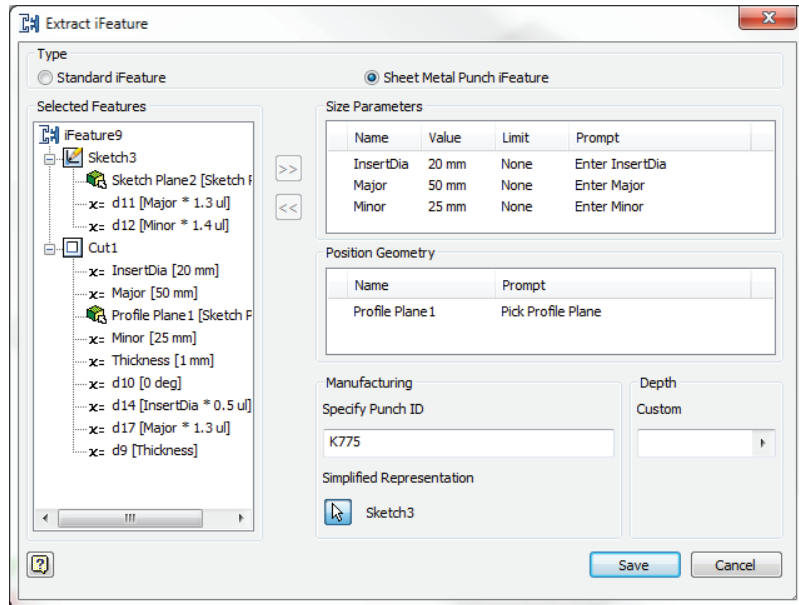 Extract iFeature
Type
Standard iFeature
Sheet Metal Punch iFeature
Selected Features
iFeature9
Sketch3
Sketch Plane2 [Sketch F
x= d11 [Major * 1.3 ul]
x= d12 [Minor * 1.4 ul]
Cut1
x= InsertDia [20 mm]
x= Major [50 mm]
Profile Plane1 [Sketch P
x= Minor [25 mm]
x= Thickness [1 mm]
x= d10 [0 deg]
x= d14 [InsertDia * 0.5 ul]
x= d17 [Major * 1.3 ul]
x= d9 [Thickness]
>>
<<
Size Parameters
Name Value Limit Prompt
InsertDia 20 mm None Enter InsertDia
Major 50 mm None Enter Major
Minor 25 mm None Enter Minor
Position Geometry
Name Prompt
Profile Plane1 Pick Profile Plane
Manufacturing
Specify Punch ID
K775
Simplified Representation
Sketch3
Depth
Custom
?
Save
Cancel